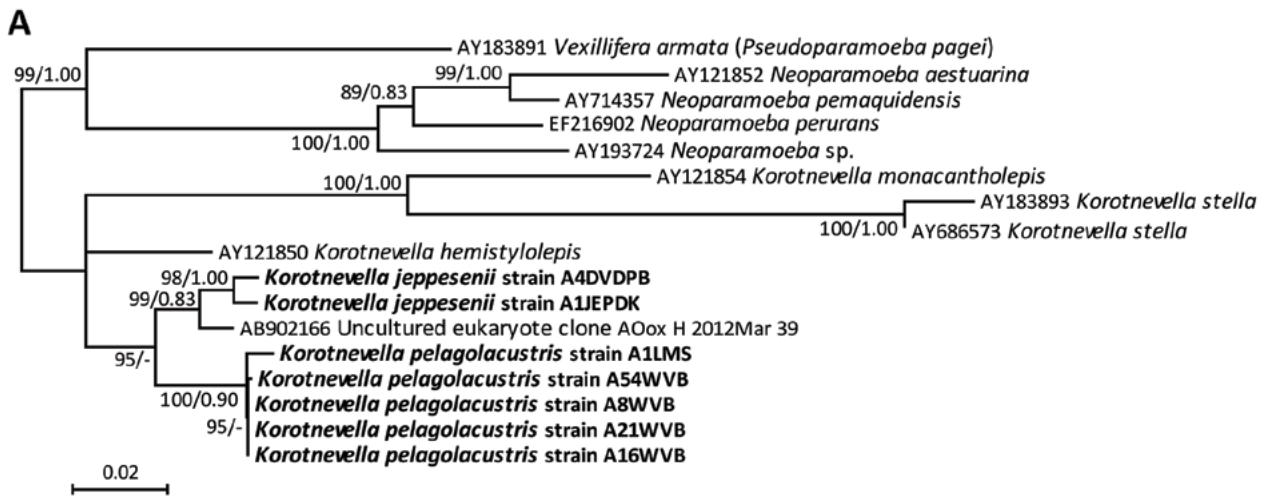 A
AY183891 Vexillifera armata (Pseudoparamoeba pagei)
99/1.00
99/1.00
AY121852 Neoparamoeba aestuarina
89/0.83
AY714357 Neoparamoeba pemaquidensis
EF216902 Neoparamoeba perurans
100/1.00
AY193724 Neoparamoeba sp.
100/1.00
AY121854 Korotnevella monacantholepis
AY183893 Korotnevella stella
100/1.00
AY686573 Korotnevella stella
AY121850 Korotnevella hemistylolepis
98/1.00
Korotnevella jeppesenii strain A4DVDPB
99/0.83
Korotnevella jeppesenii strain A1JEPDK
AB902166 Uncultured eukaryote clone AOox H 2012Mar 39
95/-
Korotnevella pelagolacustris strain A1LMS
Korotnevella pelagolacustris strain A54WVB
100/0.90
Korotnevella pelagolacustris strain A8WVB
95/-
Korotnevella pelagolacustris strain A21WVB
Korotnevella pelagolacustris strain A16WVB
0.02